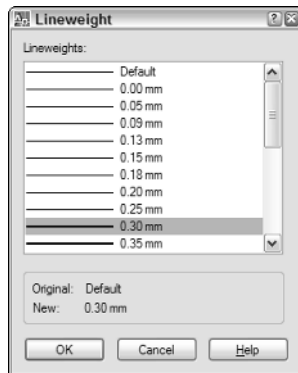 Lineweight
Lineweights:
Default
0.00 mm
0.05 mm
0.09 mm
0.13 mm
0.15 mm
0.18 mm
0.20 mm
0.25 mm
0.30 mm
0.35 mm
Original: Default
New: 0.30 mm
OK Cancel Help